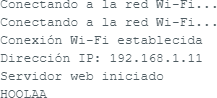 Conectando a la red Wi-Fi...
Conectando a la red Wi-Fi...
Conexión Wi-Fi establecida
Dirección IP: 192.168.1.11
Servidor web iniciado
HOOLAA